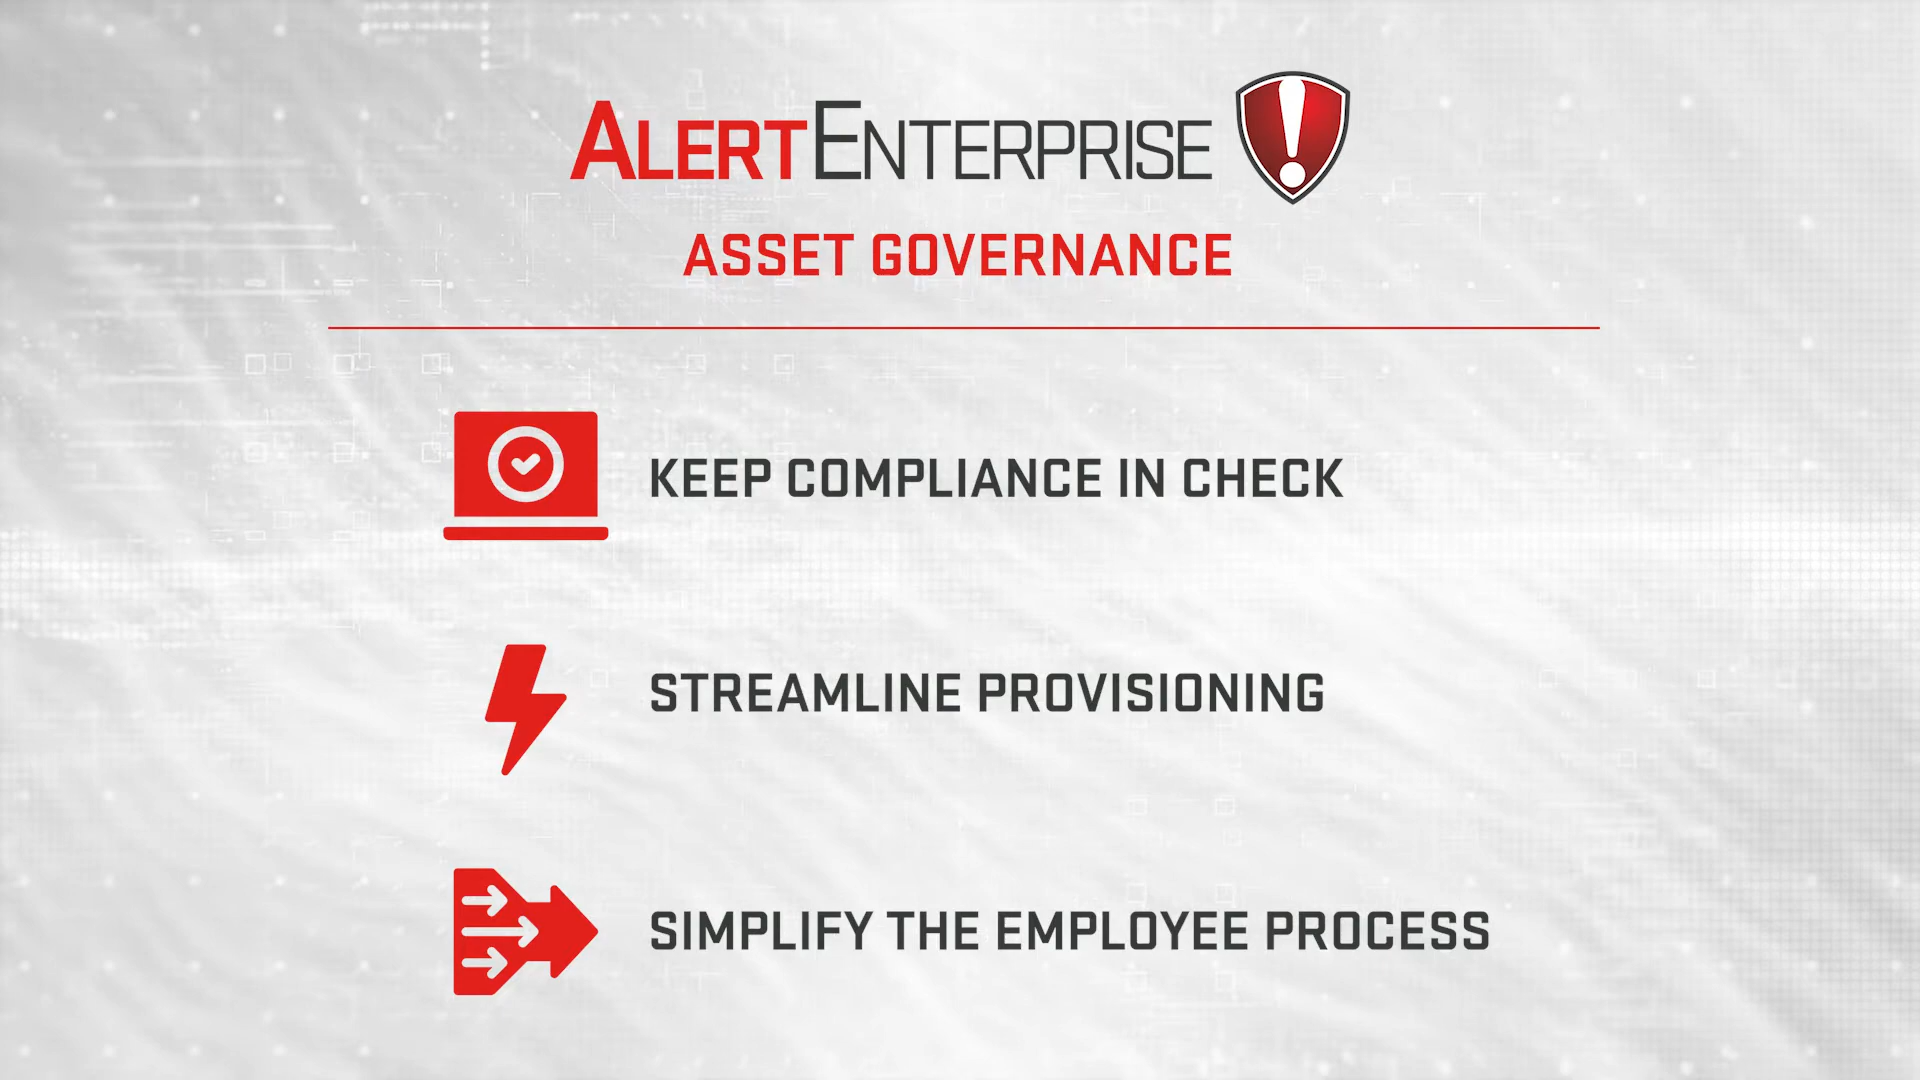 ALERTENTERPRISE
ASSET GOVERNANCE
KEEP COMPLIANCE IN CHECK
STREAMLINE PROVISIONING
SIMPLIFY THE EMPLOYEE PROCESS